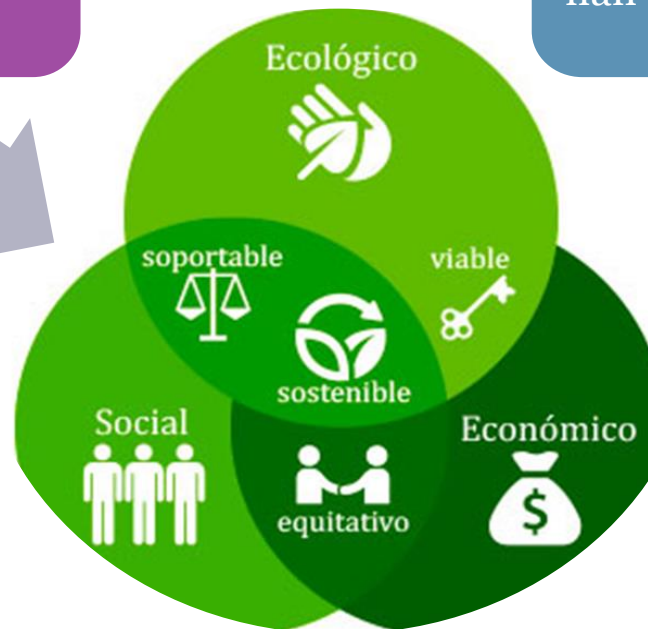 Ecológico
soportable
viable
sostenible
Social
Económico
$
equitativo